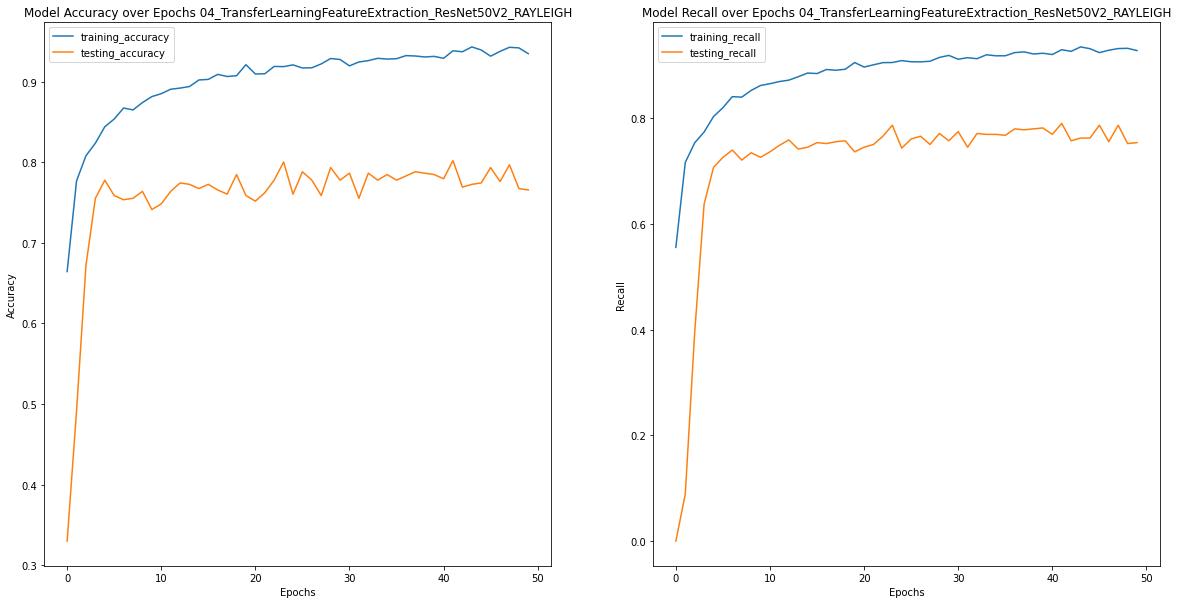 Model Accuracy over Epochs 04_TransferLearningFeatureExtraction_ResNet50V2_RAYLEIGH
training_accuracy
testing_accuracy
0.9
0.8
0.7
0.6
0.5
0.4
0.3
Accuracy
0 10 20 30 40 50
Epochs
Model Recall over Epochs 04_TransferLearningFeatureExtraction_ResNet50V2_RAYLEIGH
training_recall
testing_recall
0.8
0.6
0.4
0.2
0.0
Recall
0 10 20 30 40 50
Epochs